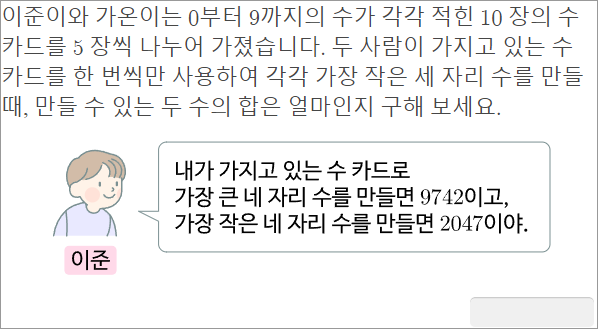 이준이와 가온이는 0부터 9까지의 수가 각각 적힌 10 장의 수
카드를 5 장씩 나누어 가졌습니다. 두 사람이 가지고 있는 수
카드를 한 번씩만 사용하여 각각 가장 작은 세 자리 수를 만들
때, 만들 수 있는 두 수의 합은 얼마인지 구해 보세요.
내가 가지고 있는 수 카드로
가장 큰 네 자리 수를 만들면 9742이고,
가장 작은 네 자리 수를 만들면 2047이야.
이준